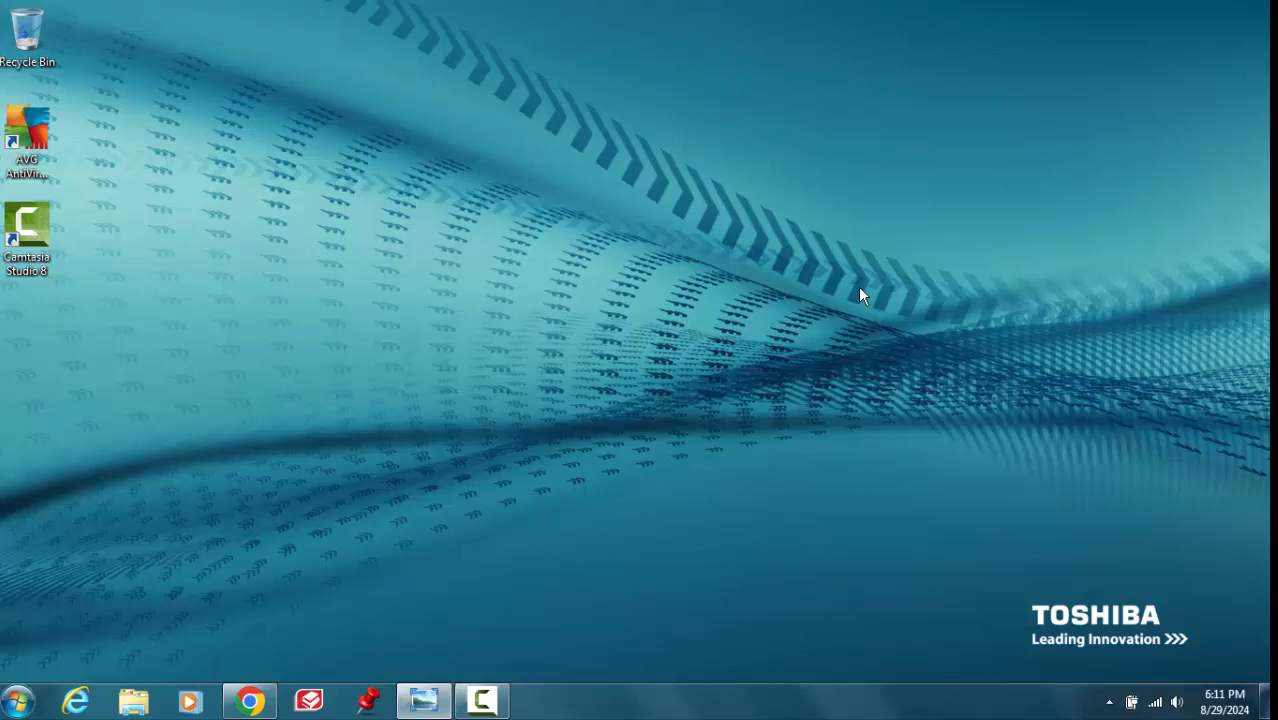 Recycle Bin
AVG
AntiVir...
Camtasia
Studio 8
TOSHIBA
Leading Innovation >>>
6:11 PM
8/29/2024